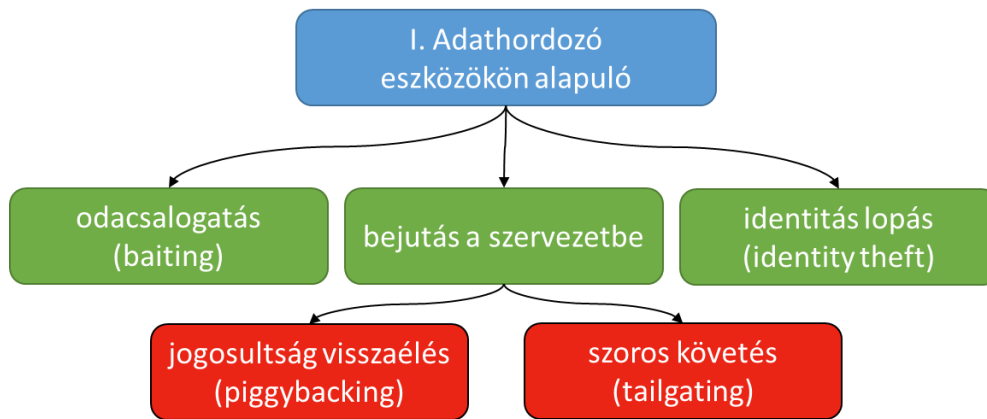 I. Adathordozó
eszközökön alapuló
odacsalogatás
(baiting)
bejutás a szervezetbe
identitás lopás
(identity theft)
jogosultság visszaélés
(piggybacking)
szoros követés
(tailgating)